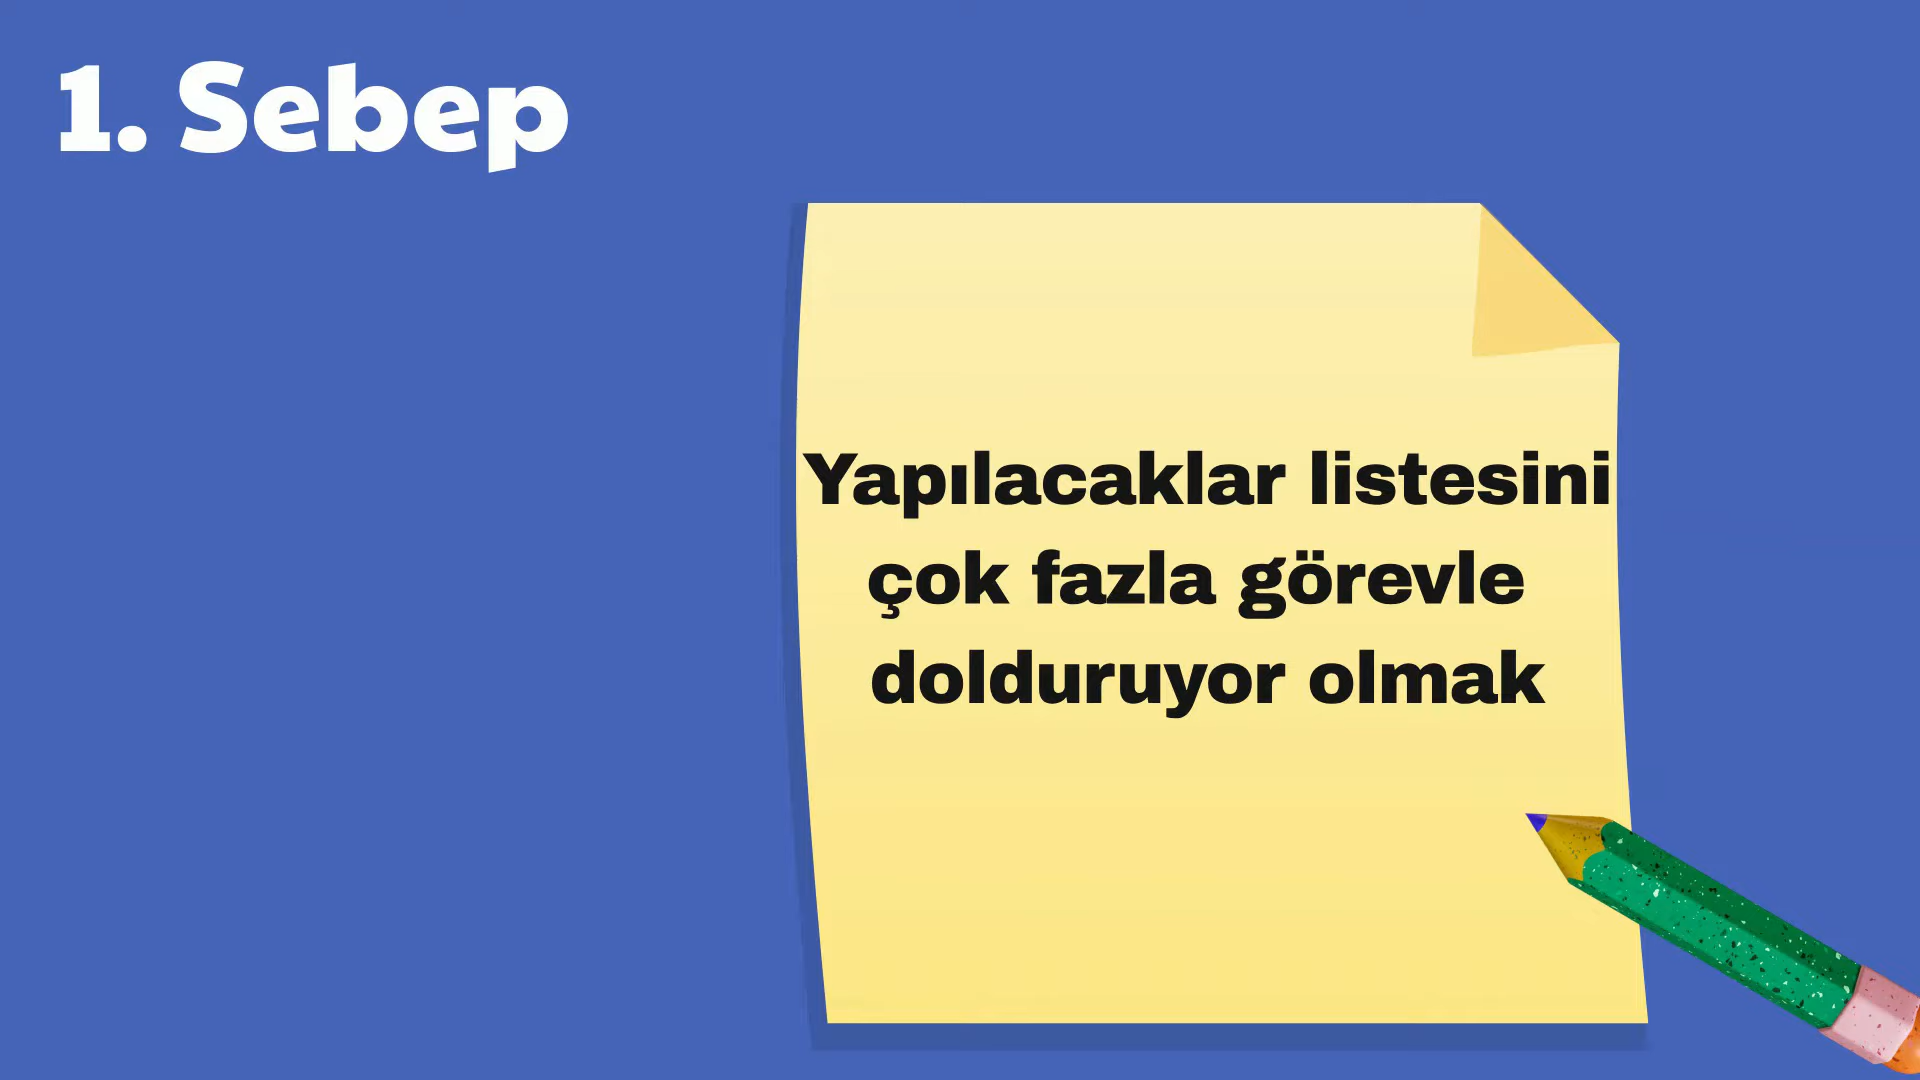 1. Sebep
Yapılacaklar listesini
çok fazla görevle
dolduruyor olmak